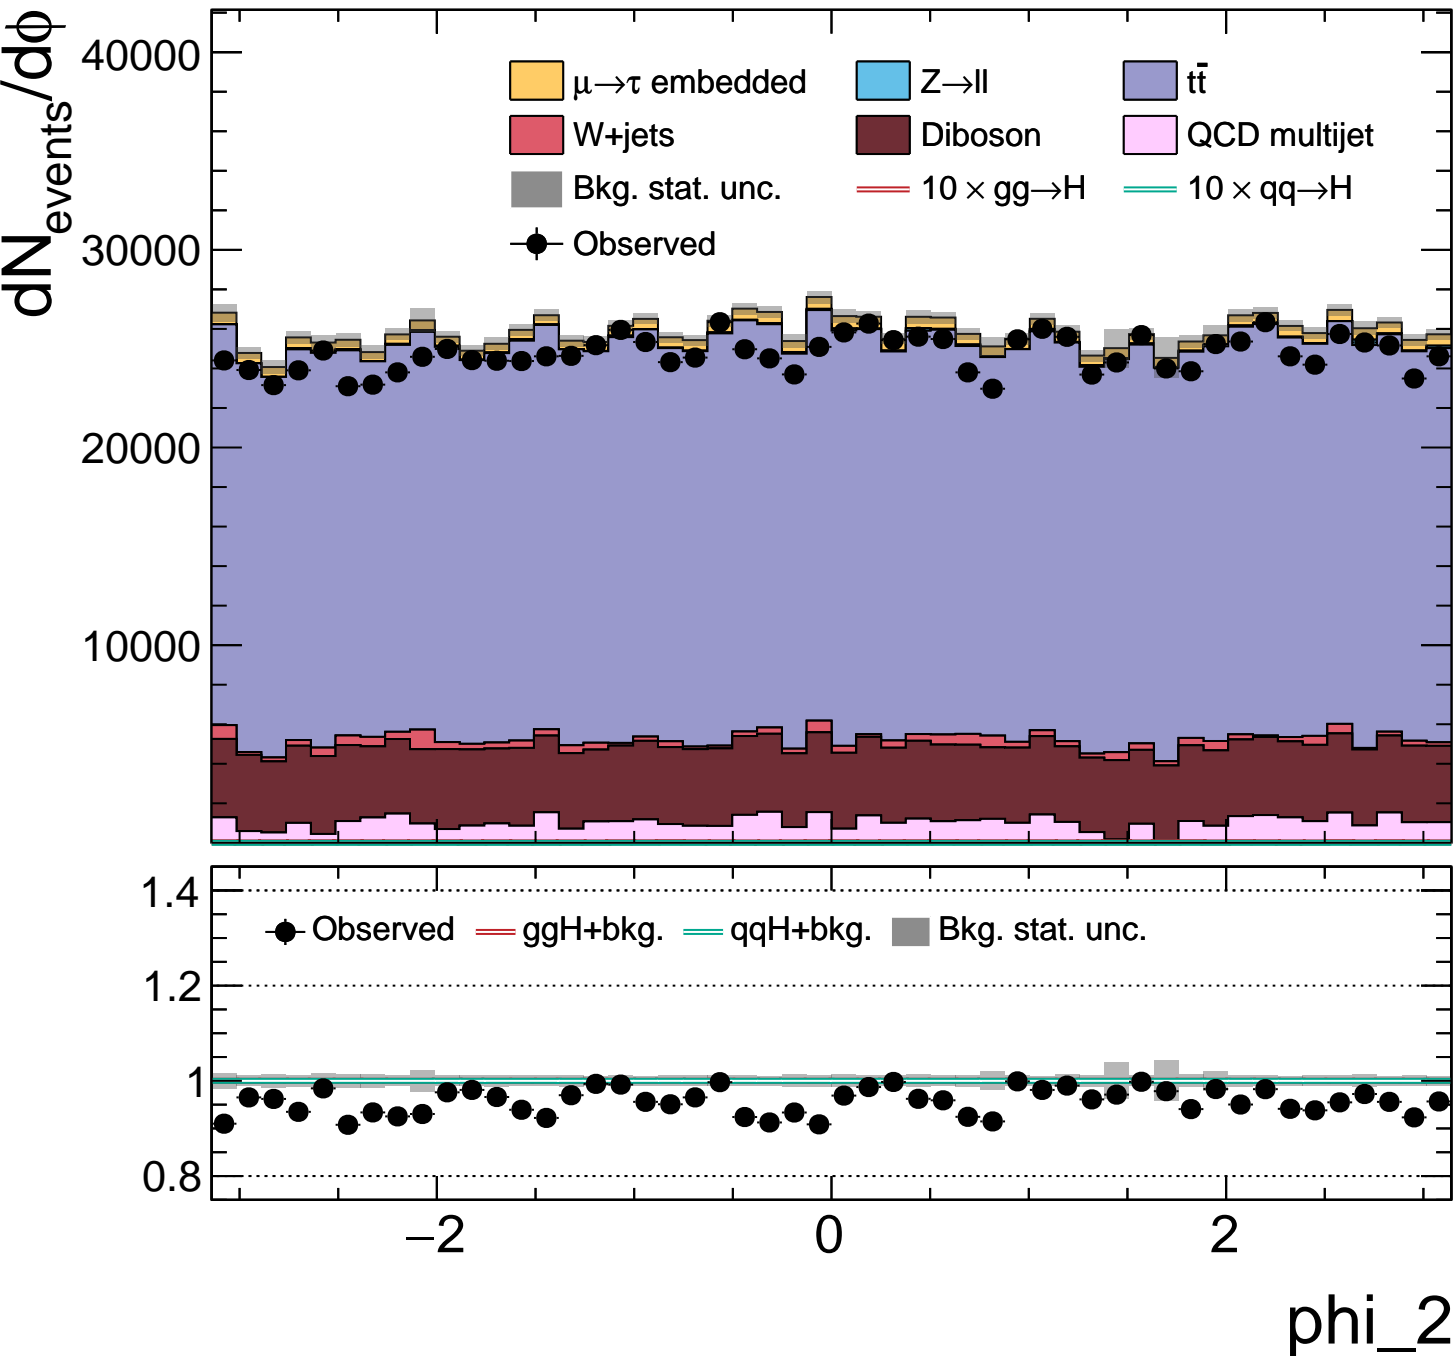 dN_events/dϕ
40000
μ→τ embedded Z→ll tt̄
W+jets Diboson QCD multijet
Bkg. stat. unc. 10 × gg→H 10 × qq→H
Observed
30000
20000
10000
1.4
Observed ggH+bkg. qqH+bkg. Bkg. stat. unc.
1.2
1
0.8
−2 0 2
phi_2